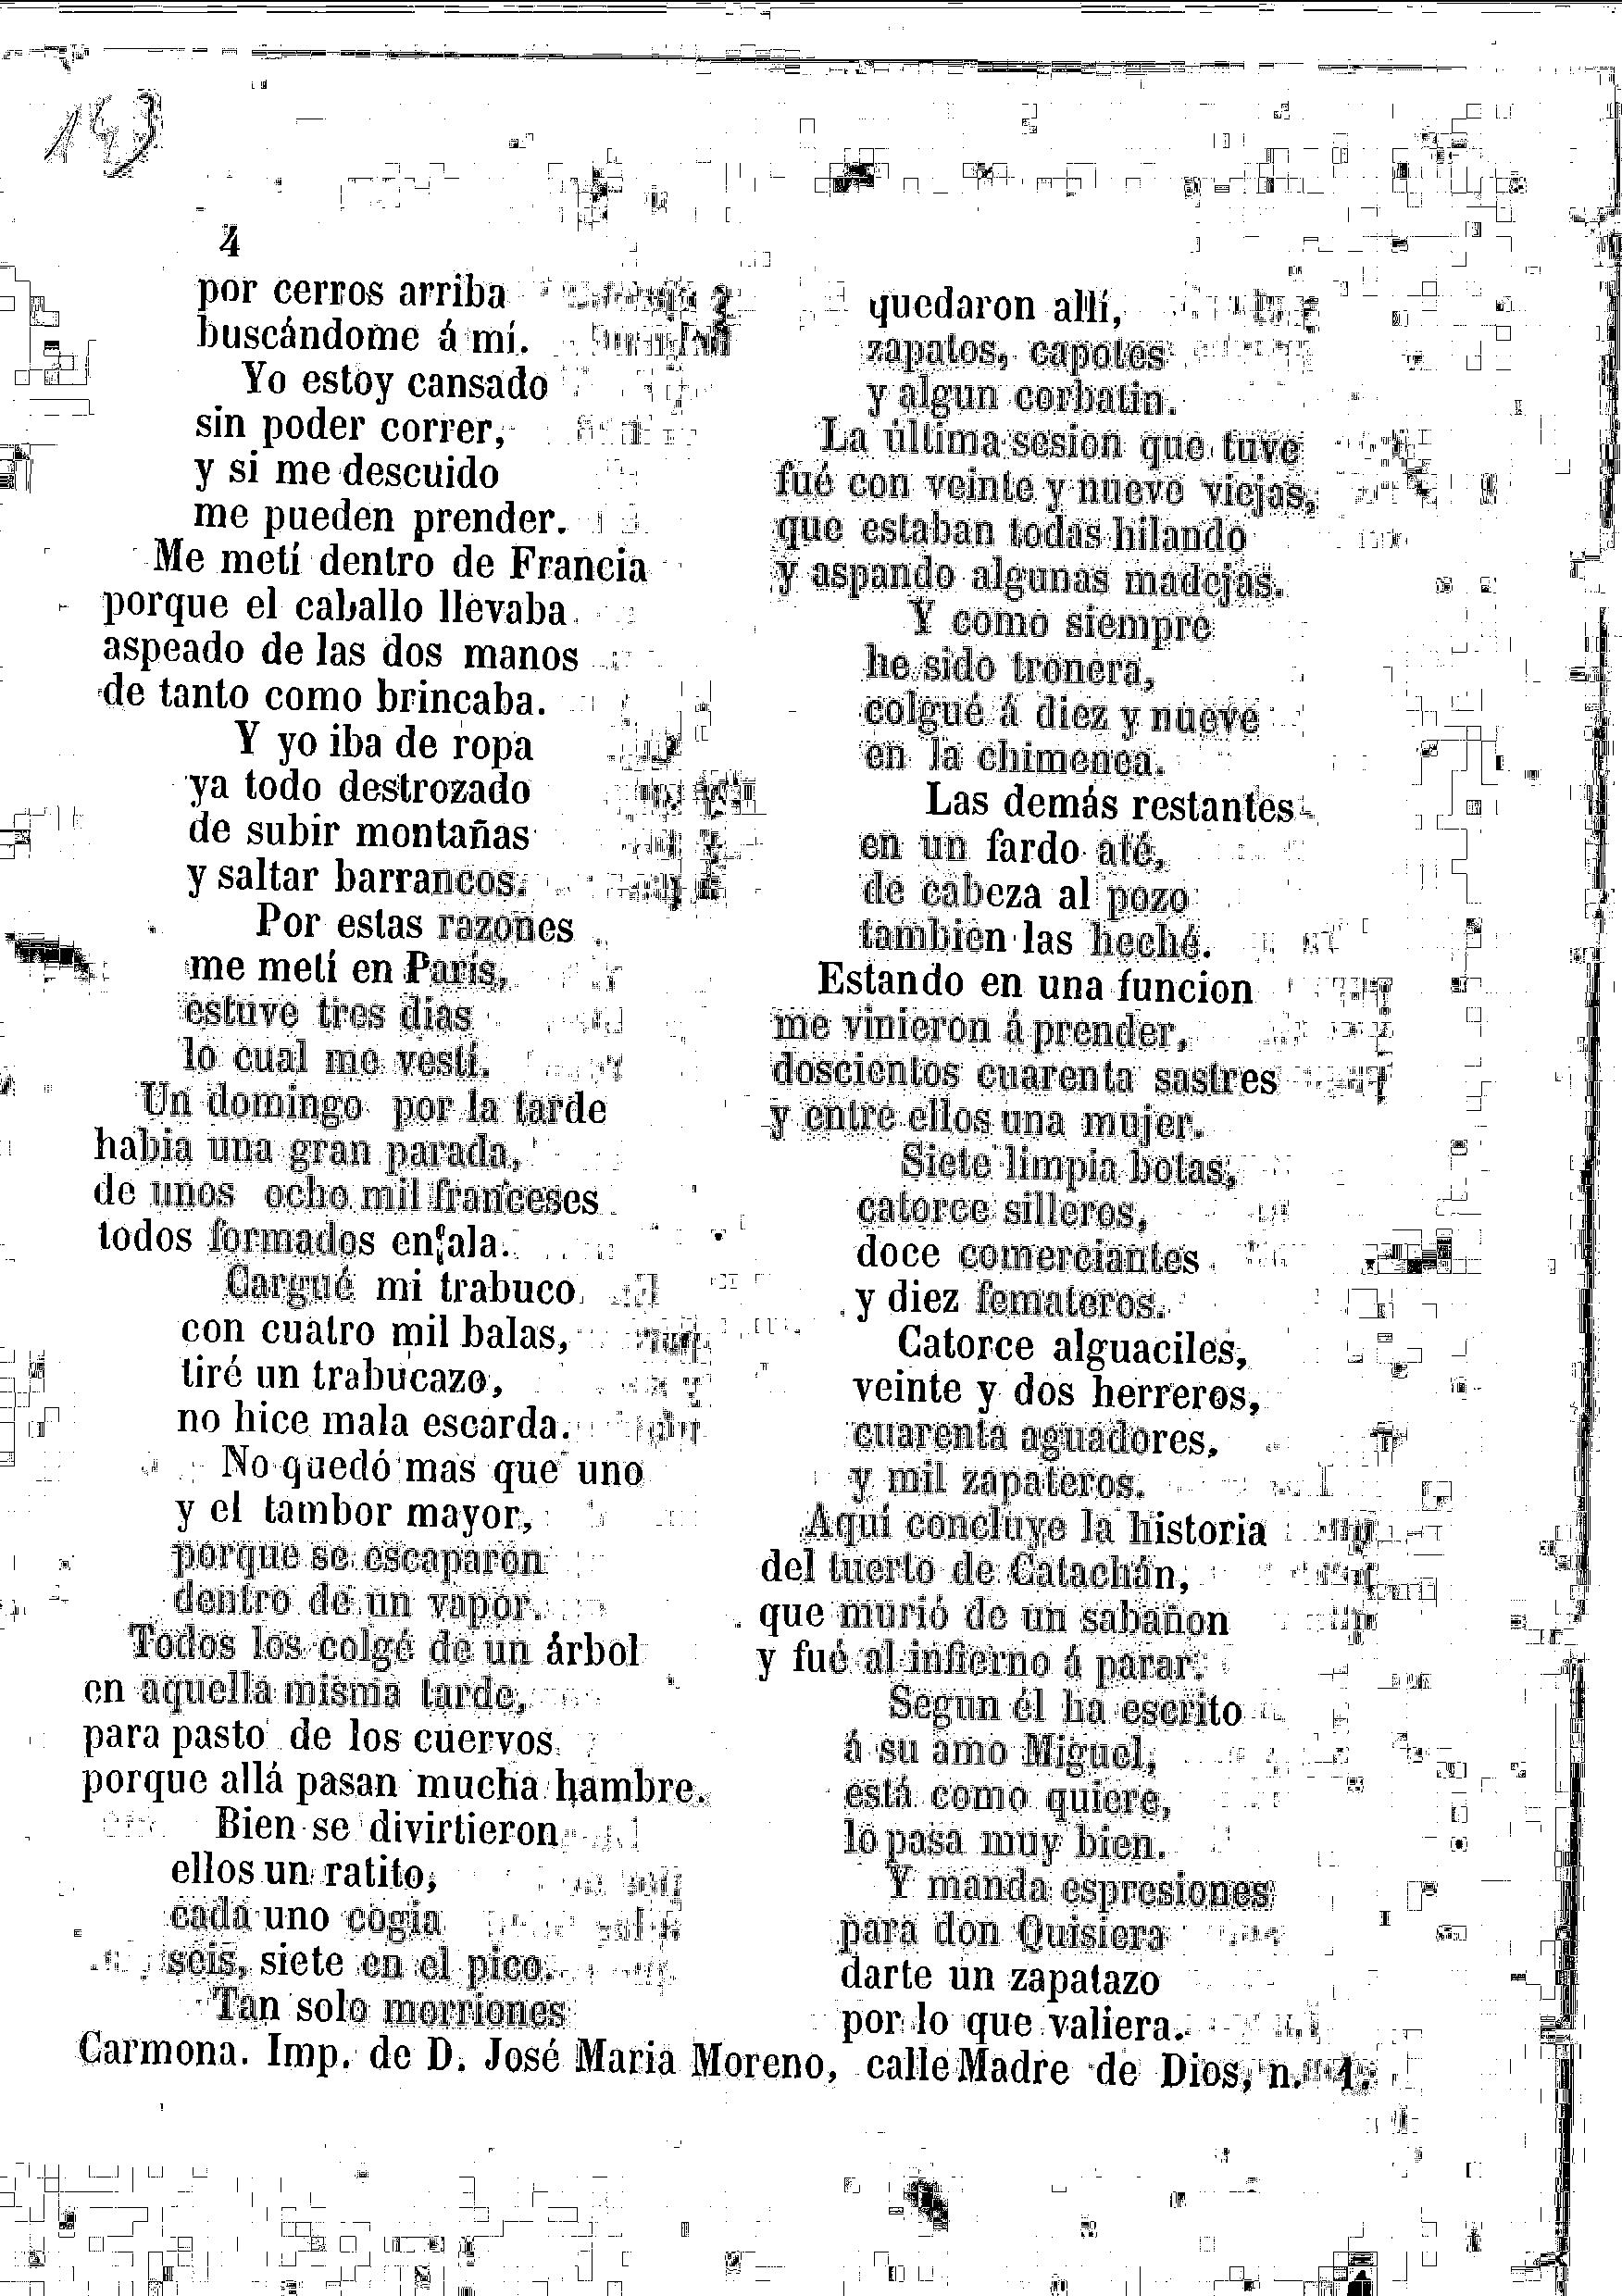 4
por cerros arriba
buscándome á mí.
Yo estoy cansado
sin poder correr,
y si me descuido
me pueden prender.
Me metí dentro de Francia
porque el caballo llevaba
aspeado de las dos manos
de tanto como brincaba.
Y yo iba de ropa
ya todo destrozado
de subir montañas
y saltar barrancos.
Por estas razones
me metí en París,
estuve tres dias
lo cual me vestí.
Un domingo por la tarde
habia una gran parada,
de unos ocho mil franceses
todos formados en ala.
Cargué mi trabuco
con cuatro mil balas,
tiré un trabucazo,
no hice mala escarda.
No quedó mas que uno
y el tambor mayor,
porque se escaparon
dentro de un vapor.
Todos los colgé de un árbol
en aquella misma tarde,
para pasto de los cuervos
porque allá pasan mucha hambre.
Bien se divirtieron
ellos un ratito,
cada uno cogia
seis, siete en el pico.
Tan solo morriones
quedaron allí,
zapatos, capotes
y algun corbatin.
La última sesion que tuve
fué con veinte y nueve viejas,
que estaban todas hilando
y aspando algunas madejas.
Y como siempre
he sido tronera,
colgué á diez y nueve
en la chimenea.
Las demás restantes
en un fardo até,
de cabeza al pozo
tambien las heché.
Estando en una funcion
me vinieron á prender,
doscientos cuarenta sastres
y entre ellos una mujer.
Siete limpia botas,
catorce silleros,
doce comerciantes
y diez femateros.
Catorce alguaciles,
veinte y dos herreros,
cuarenta aguadores,
y mil zapateros.
Aquí concluye la historia
del tuerto de Catachán,
que murió de un sabañon
y fué al infierno á parar.
Segun él ha escrito
á su amo Miguel,
está como quiere,
lo pasa muy bien.
Y manda espresiones
para don Quisiera
darte un zapatazo
por lo que valiera.
Carmona. Imp. de D. José Maria Moreno, calle Madre de Dios, n. 1.